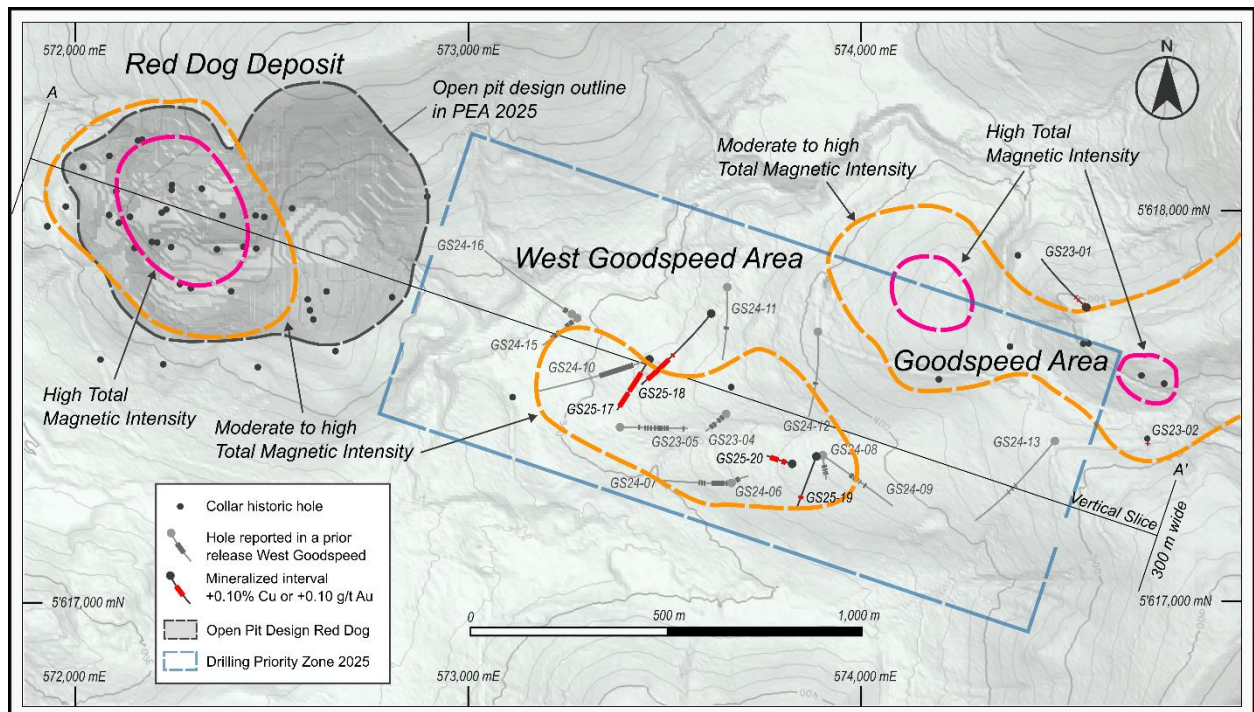 572,000 mE
573,000 mE
574,000 mE
N
Red Dog Deposit
A
Open pit design outline
in PEA 2025
Moderate to high
Total Magnetic Intensity
High Total
Magnetic Intensity
5'618,000 mN
GS24-16
West Goodspeed Area
GS23-01
GS24-11
GS24-15
Goodspeed Area
GS24-10
GS25-17
GS25-18
High Total
Magnetic Intensity
Moderate to high
Total Magnetic Intensity
GS23-05
GS23-04
GS24-12
GS24-13
GS23-02
GS24-08
GS25-20
A'
GS24-07
GS24-06
GS25-19
GS24-09
Vertical Slice
300 m wide
Collar historic hole
Hole reported in a prior
release West Goodspeed
Mineralized interval
+0.10% Cu or +0.10 g/t Au
Open Pit Design Red Dog
Drilling Priority Zone 2025
5'617,000 mN
5'617,000 mN
0
500 m
1,000 m
572,000 mE
573,000 mE
574,000 mE